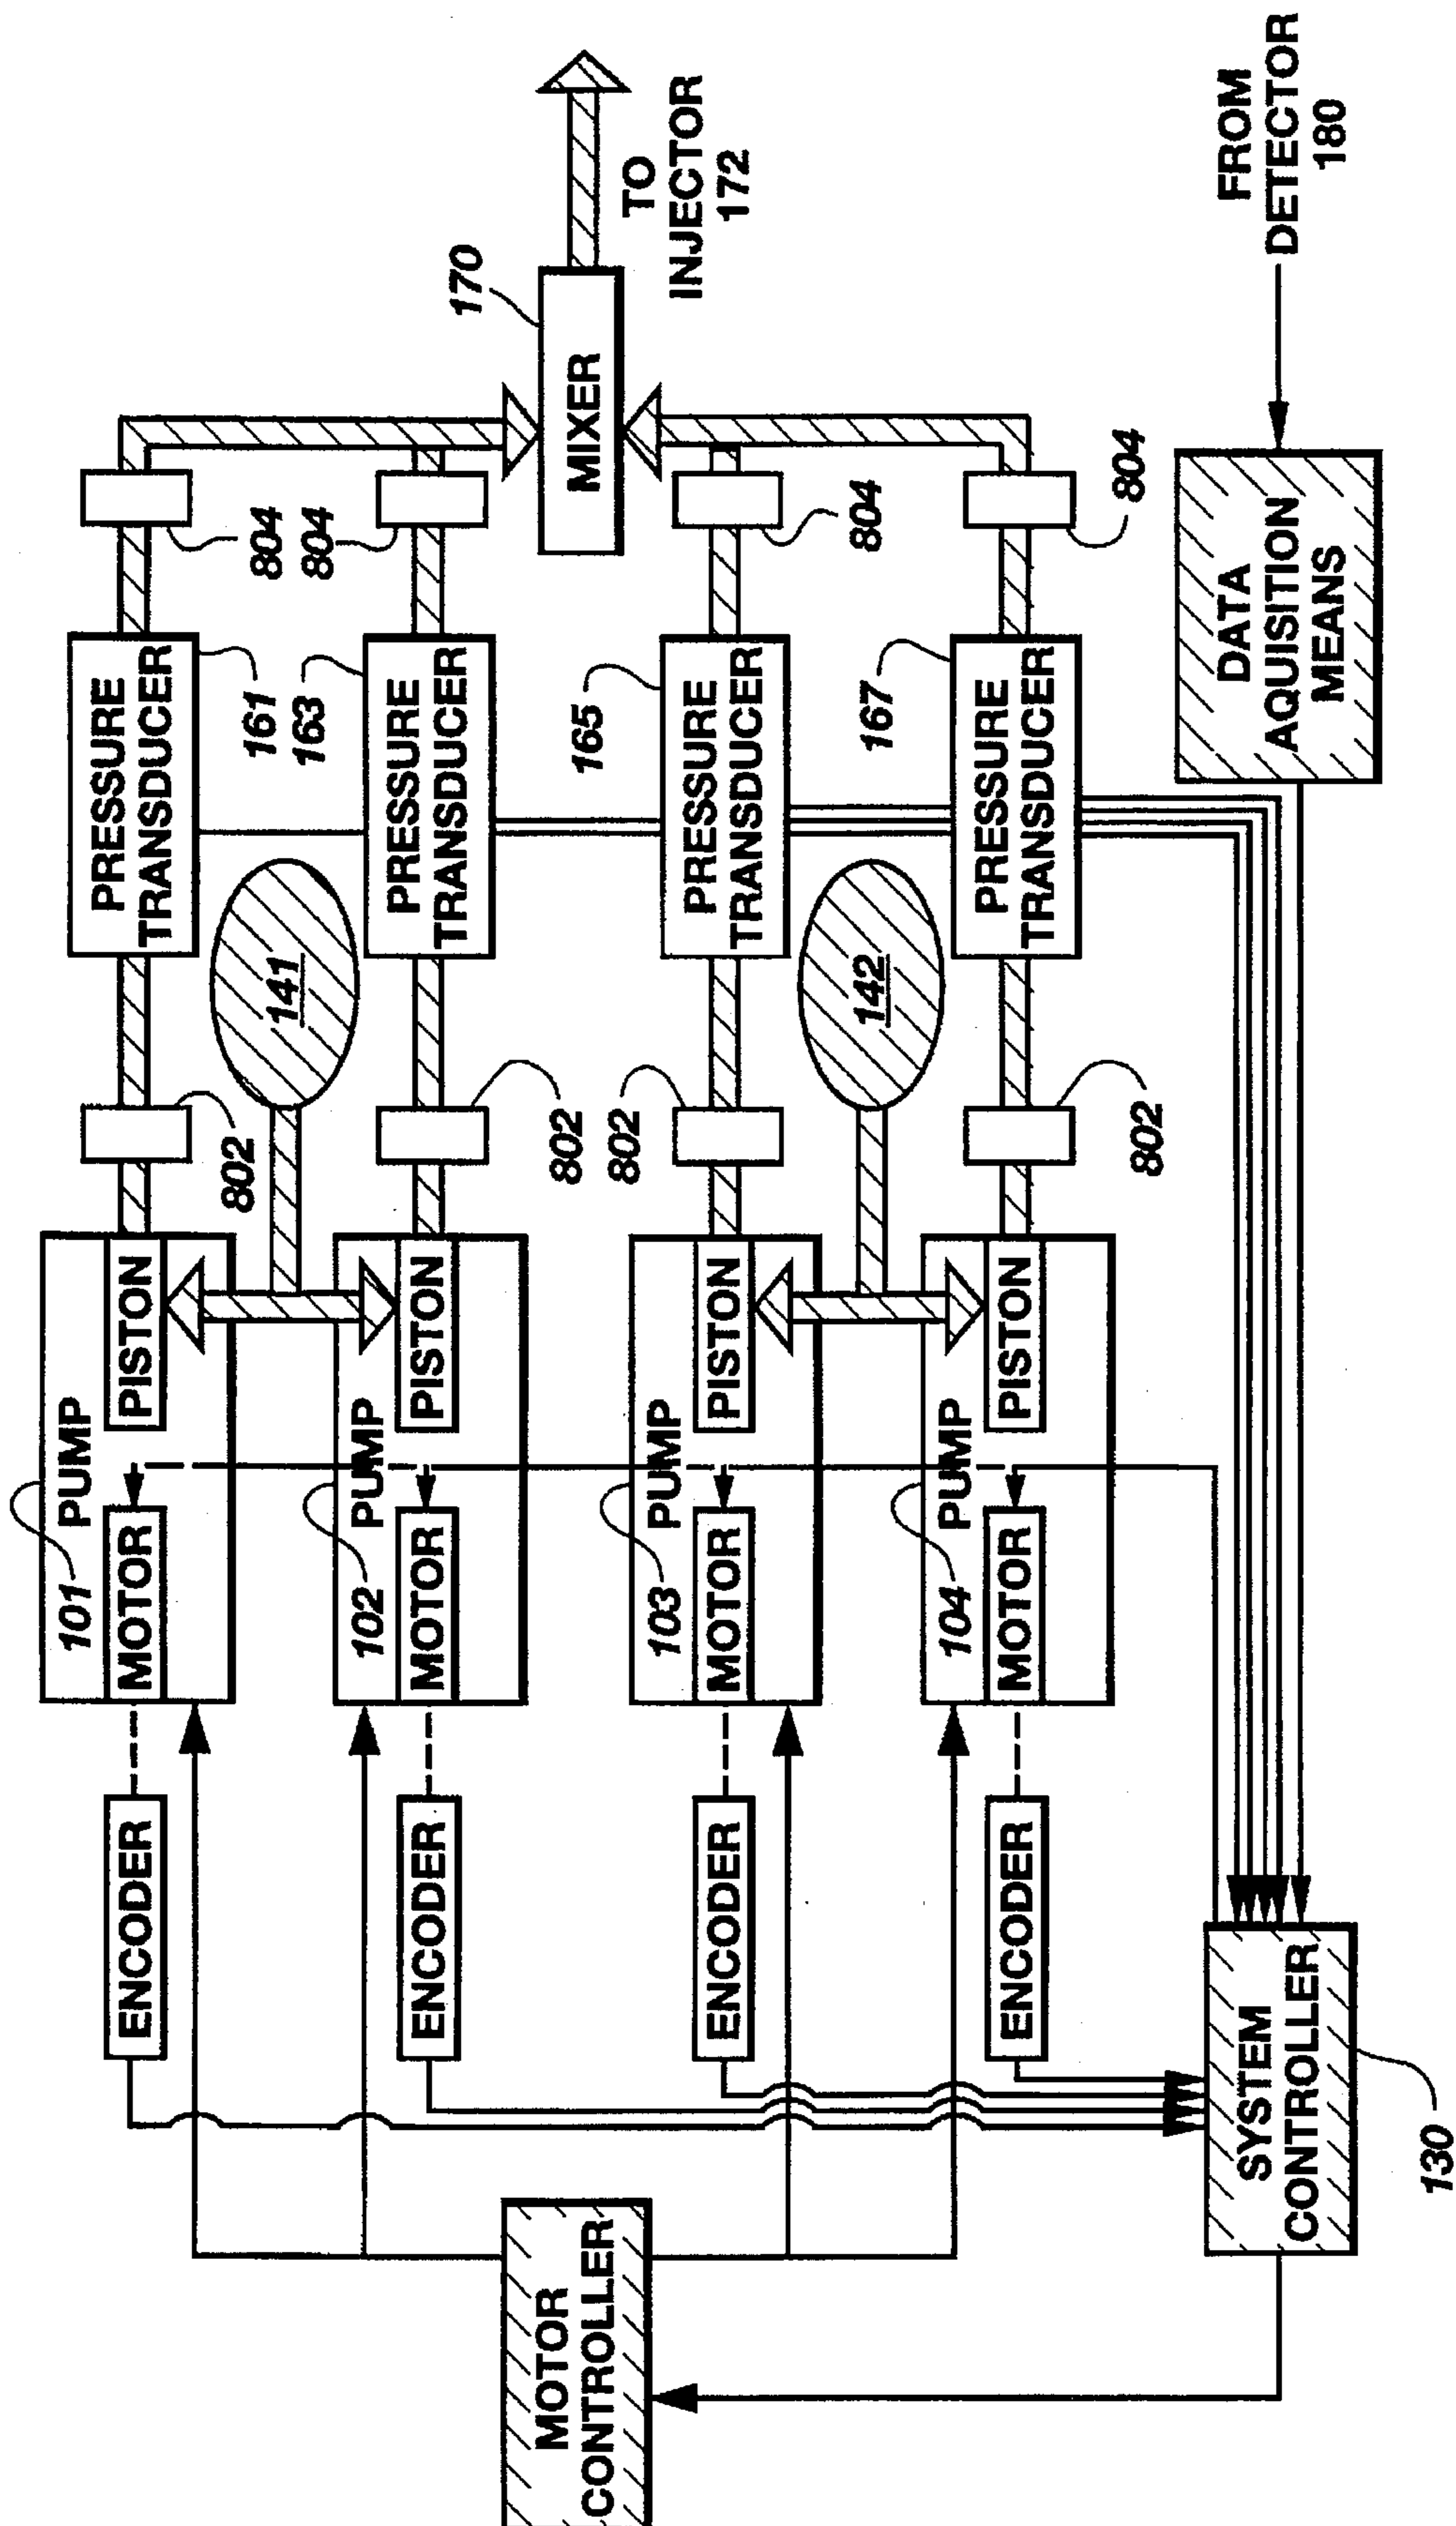 MOTOR
CONTROLLER
SYSTEM
CONTROLLER
130
ENCODER
ENCODER
ENCODER
ENCODER
101
PUMP
MOTOR
PISTON
102
PUMP
MOTOR
PISTON
103
PUMP
MOTOR
PISTON
104
PUMP
MOTOR
PISTON
802
802
802
802
141
142
PRESSURE
TRANSDUCER
161
PRESSURE
TRANSDUCER
163
PRESSURE
TRANSDUCER
165
PRESSURE
TRANSDUCER
167
804
804
804
804
MIXER
170
TO
INJECTOR
172
DATA
AQUISITION
MEANS
FROM
DETECTOR
180